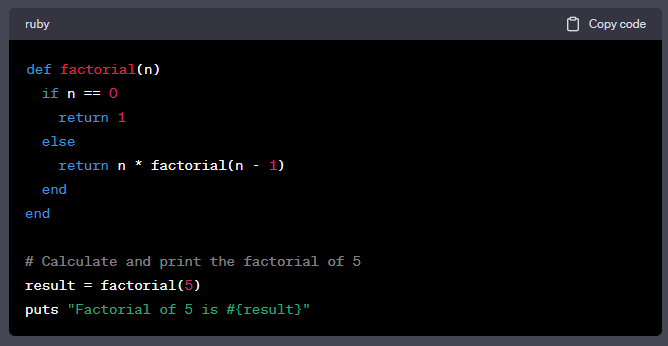 ruby
Copy code
def factorial(n)
  if n == 0
    return 1
  else
    return n * factorial(n - 1)
  end
end

# Calculate and print the factorial of 5
result = factorial(5)
puts "Factorial of 5 is #{result}"